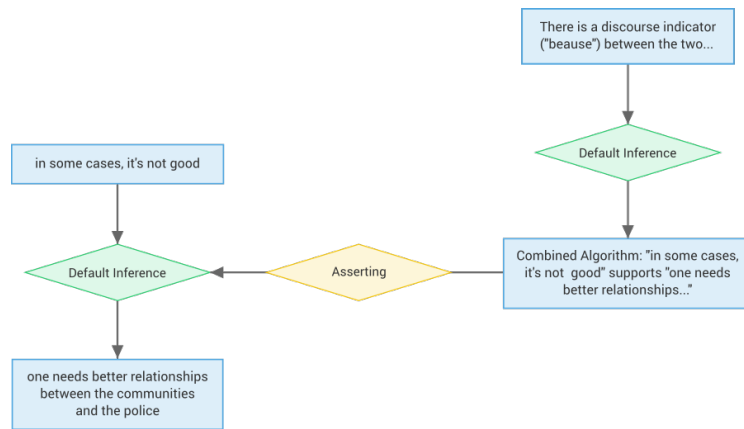 There is a discourse indicator
("beause") between the two...
Default Inference
in some cases, it's not good
Default Inference
Asserting
Combined Algorithm: "in some cases,
it's not good" supports "one needs
better relationships..."
one needs better relationships
between the communities
and the police